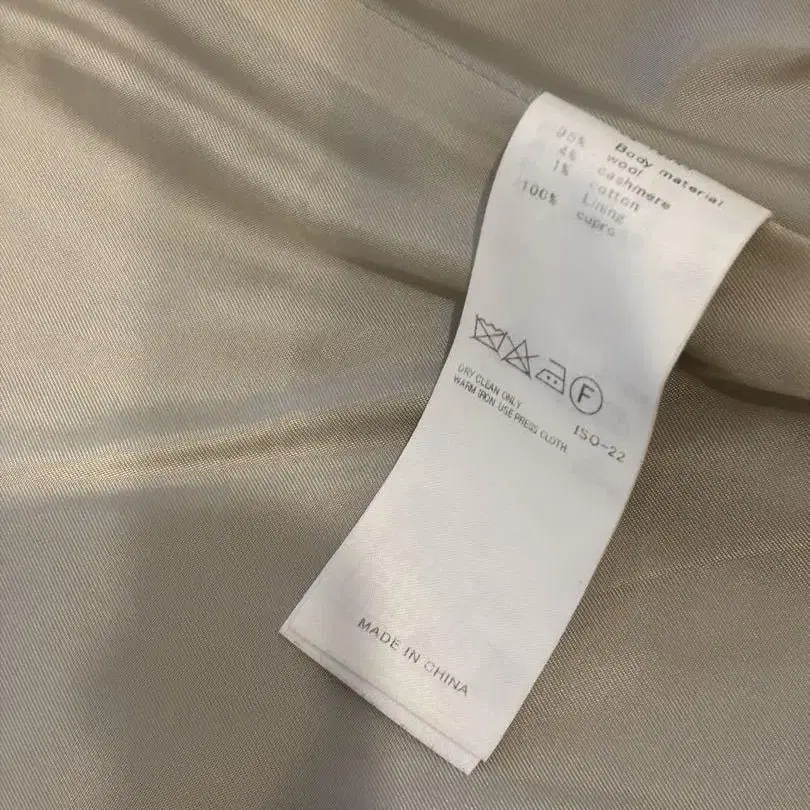 Body material
95% wool
4% cashmere
1% cotton
Lining
100% cupro
F
DRY CLEAN ONLY
WARM IRON. USE PRESS CLOTH.
ISO-22
MADE IN CHINA